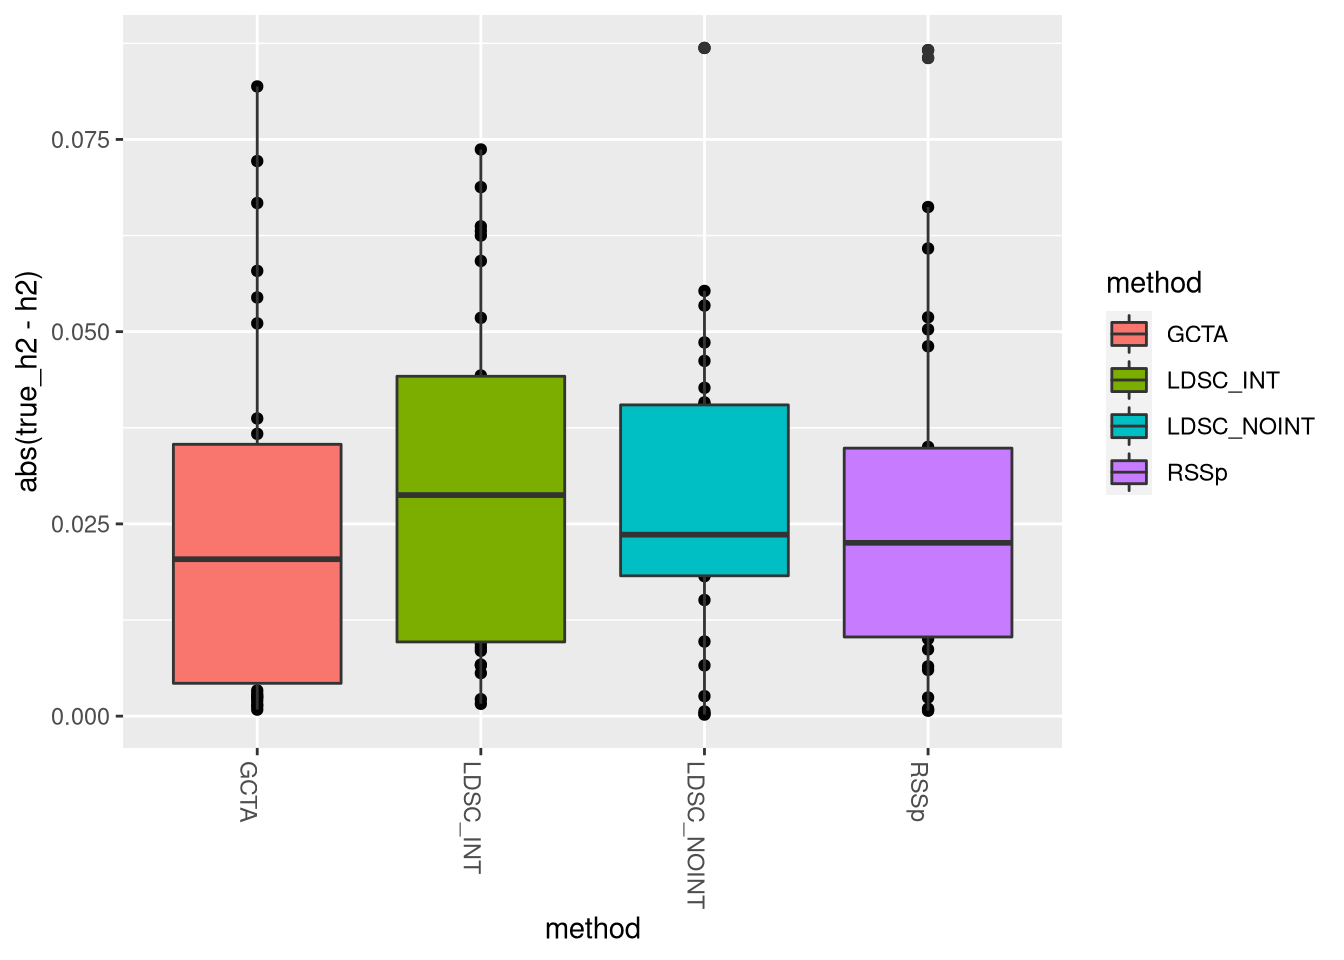 abs(true_h2 - h2)
0.075
0.050
0.025
0.000
GCTA
LDSC_INT
LDSC_NOINT
RSSp
method
method
GCTA
LDSC_INT
LDSC_NOINT
RSSp